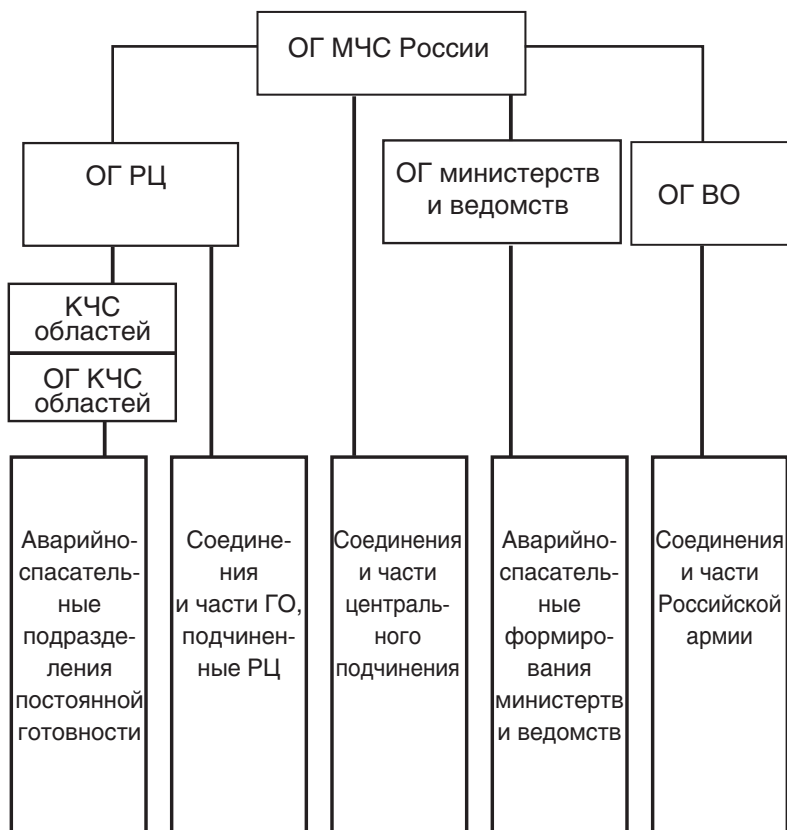 ОГ МЧС России
ОГ РЦ
ОГ министерств
и ведомств
ОГ ВО
КЧС
областей
ОГ КЧС
областей
Аварийно-
спасатель-
ные
подразде-
ления
постоянной
готовности
Соедине-
ния
и части ГО,
подчинен-
ные РЦ
Соединения
и части
централь-
ного
подчинения
Аварийно-
спасатель-
ные
формиро-
вания
министертв
и ведомств
Соединения
и части
Российской
армии